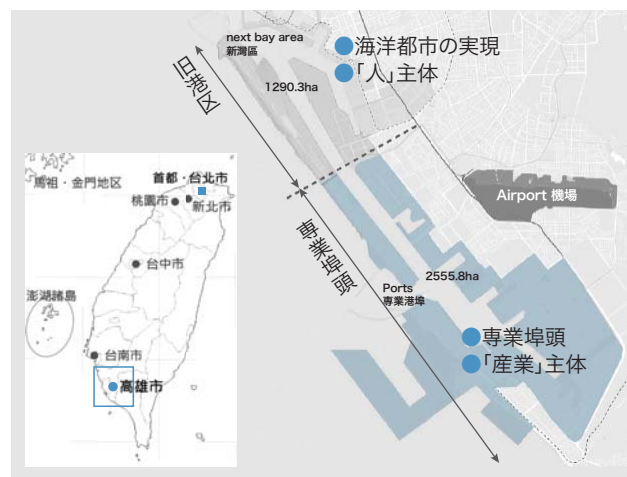 next bay area
新灣區
●海洋都市の実現
●「人」主体
旧港区
1290.3ha
Airport 機場
専業埠頭
2555.8ha
Ports
専業港埠
●専業埠頭
●「産業」主体
馬祖・金門地区
首都・台北市
桃園市
新北市
台中市
澎湖諸島
台南市
高雄市